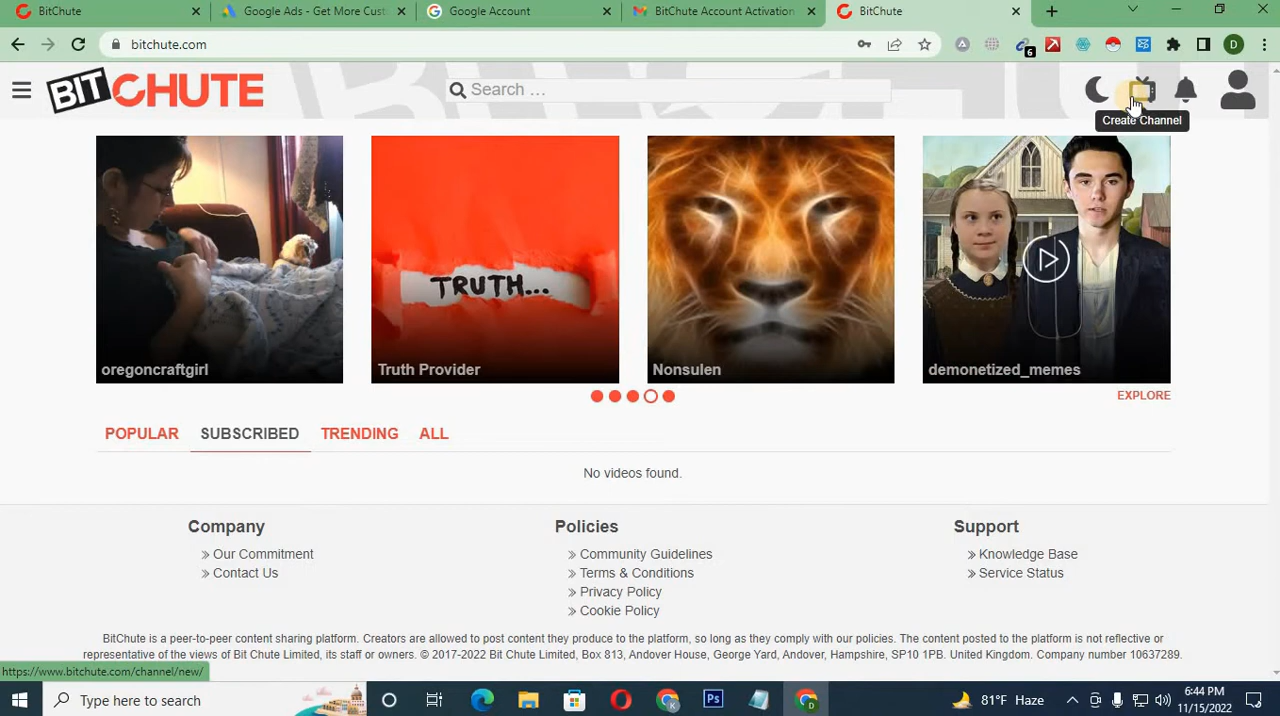 BitChute
Google Ads - Get More Cust
Google Account
BitChute Account Activation
BitChute
bitchute.com
6
D
BITCHUTE
Search ...
Create Channel
TRUTH...
oregoncraftgirl
Truth Provider
Nonsulen
demonetized_memes
EXPLORE
POPULAR
SUBSCRIBED
TRENDING
ALL
No videos found.
Company
Our Commitment
Contact Us
Policies
Community Guidelines
Terms & Conditions
Privacy Policy
Cookie Policy
Support
Knowledge Base
Service Status
BitChute is a peer-to-peer content sharing platform. Creators are allowed to post content they produce to the platform, so long as they comply with our policies. The content posted to the platform is not reflective or
representative of the views of Bit Chute Limited, its staff or owners. © 2017-2022 Bit Chute Limited, Box 813, Andover House, George Yard, Andover, Hampshire, SP10 1PB. United Kingdom. Company number 10637289.
https://www.bitchute.com/channel/new/
Type here to search
Ps
81°F Haze
6:44 PM
11/15/2022